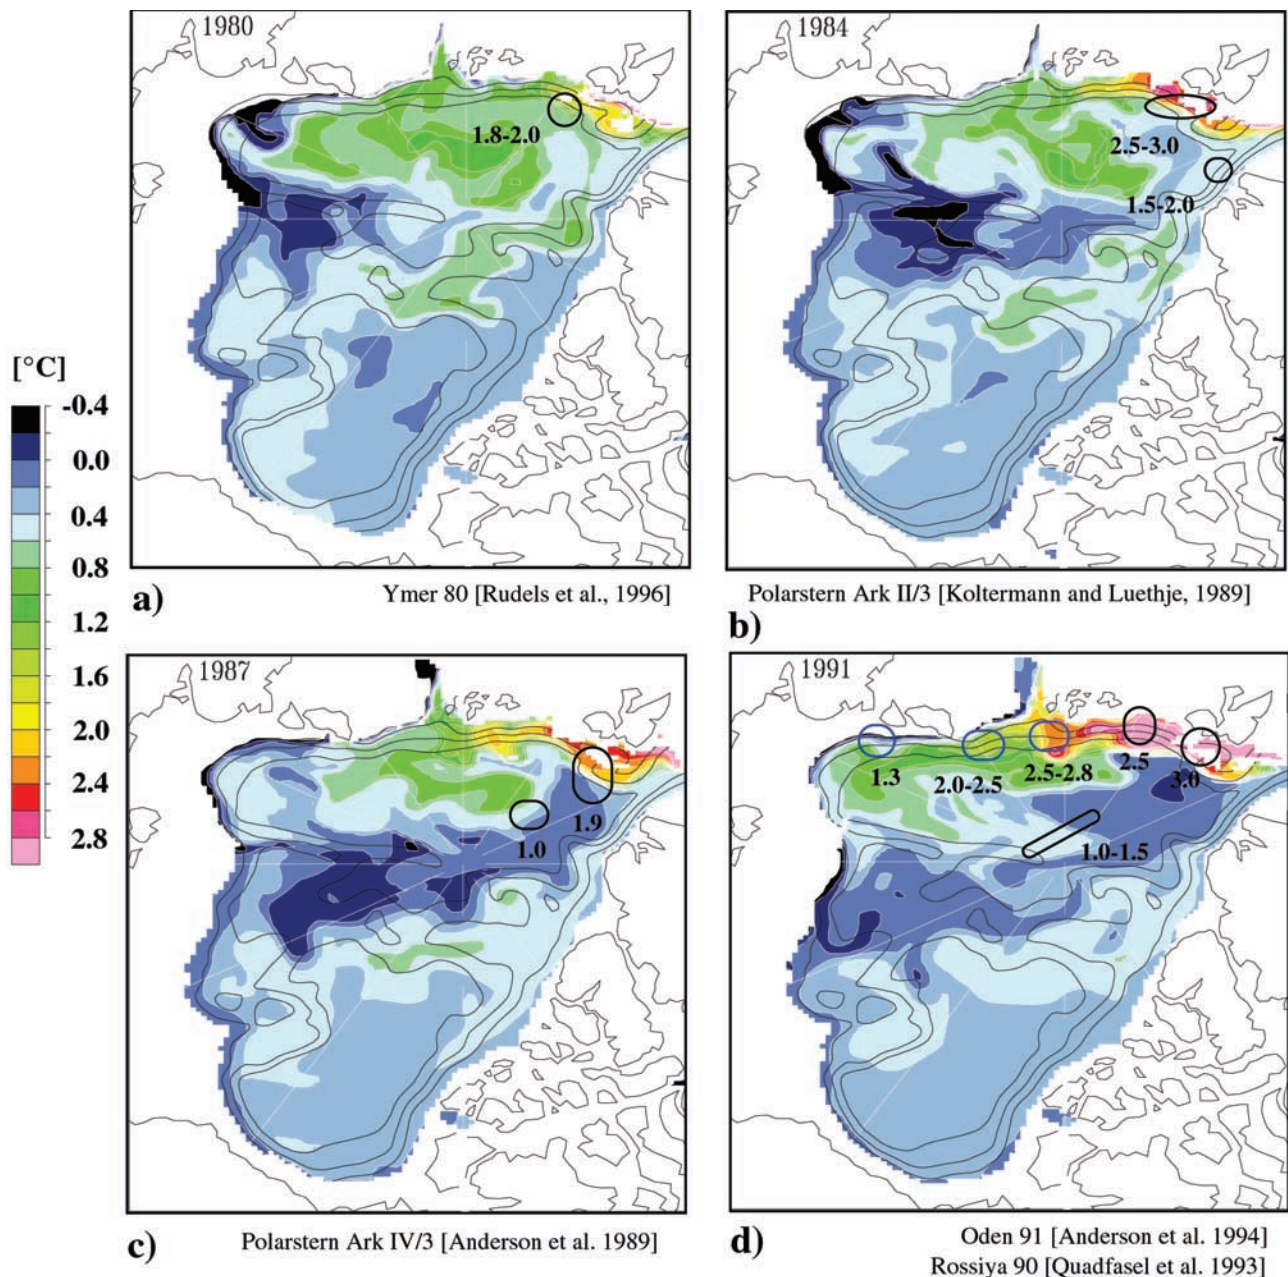 1980
1.8-2.0
a)
Ymer 80 [Rudels et al., 1996]
1984
2.5-3.0
1.5-2.0
Polarstern Ark II/3 [Koltermann and Luethje, 1989]
b)
[°C]
-0.4
0.0
0.4
0.8
1.2
1.6
2.0
2.4
2.8
1987
1.9
1.0
c)
Polarstern Ark IV/3 [Anderson et al. 1989]
1991
1.3
2.0-2.5
2.5-2.8
2.5
3.0
1.0-1.5
d)
Oden 91 [Anderson et al. 1994]
Rossiya 90 [Quadfasel et al. 1993]